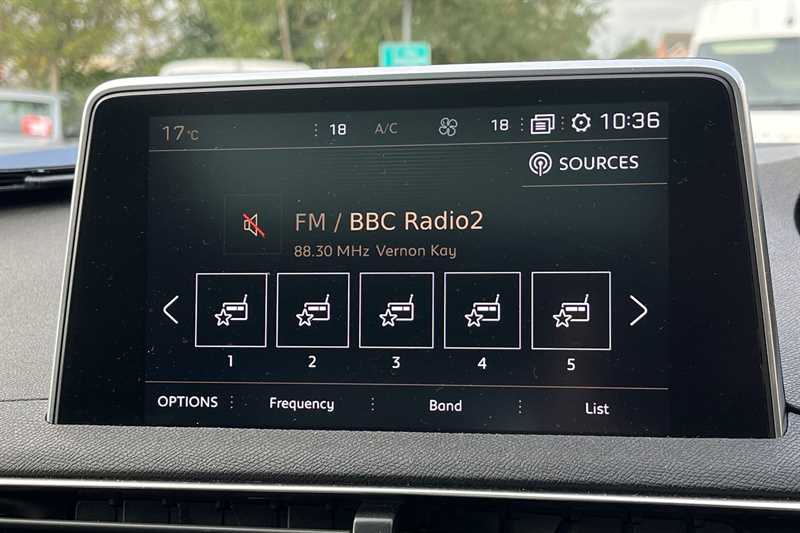 17°C 18 A/C 18 10:36
SOURCES
FM / BBC Radio2
88.30 MHz Vernon Kay
1 2 3 4 5
OPTIONS Frequency Band List